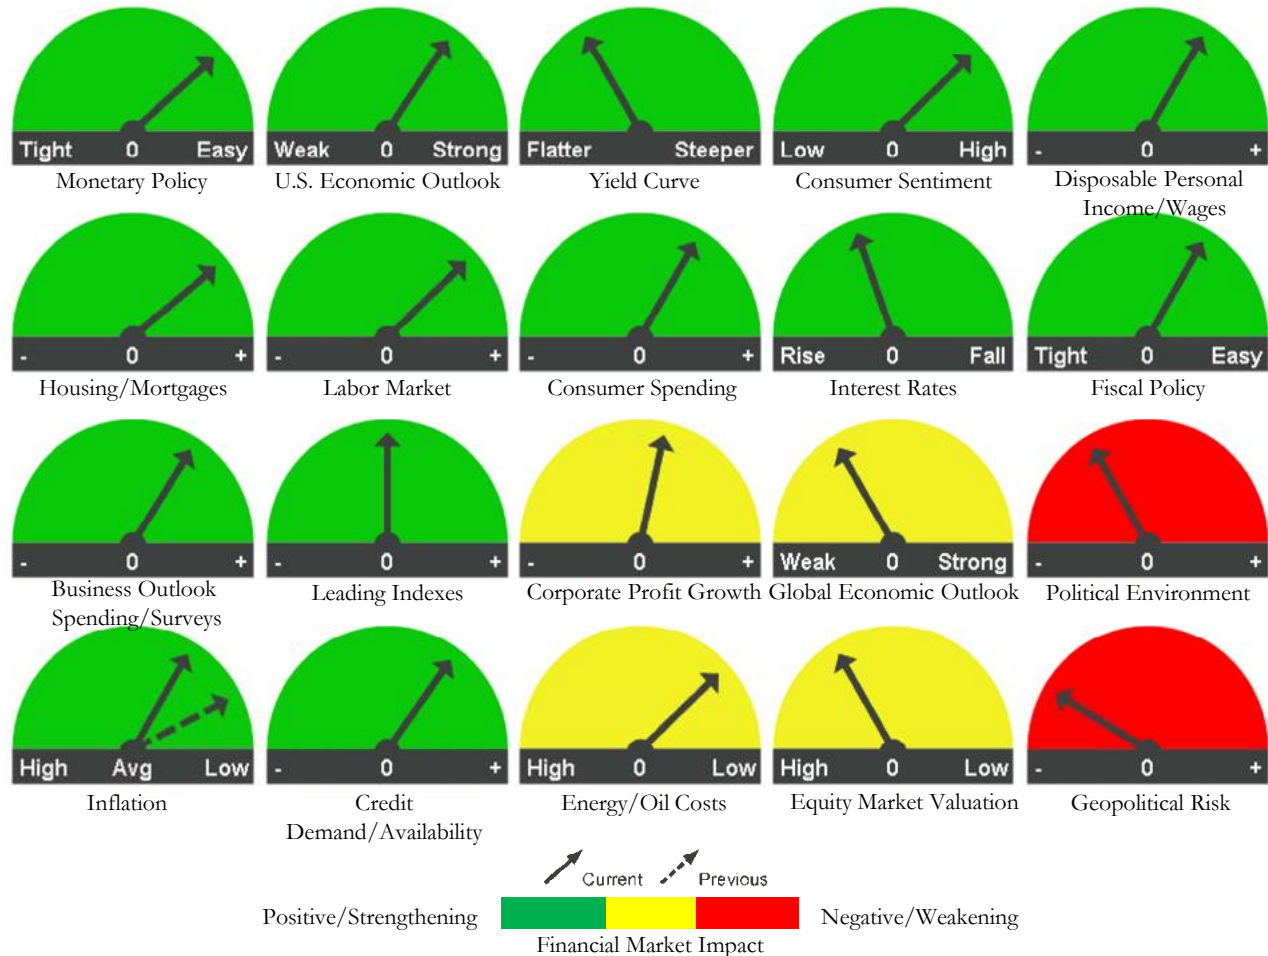 Tight 0 Easy
Weak 0 Strong
Flatter Steeper
Low 0 High
- 0 +
Monetary Policy
U.S. Economic Outlook
Yield Curve
Consumer Sentiment
Disposable Personal
Income/Wages
- 0 +
- 0 +
- 0 +
Rise 0 Fall
Tight 0 Easy
Housing/Mortgages
Labor Market
Consumer Spending
Interest Rates
Fiscal Policy
- 0 +
- 0 +
- 0 +
Weak 0 Strong
- 0 +
Business Outlook
Spending/Surveys
Leading Indexes
Corporate Profit Growth
Global Economic Outlook
Political Environment
High Avg Low
- 0 +
High 0 Low
High 0 Low
- 0 +
Inflation
Credit
Demand/Availability
Energy/Oil Costs
Equity Market Valuation
Geopolitical Risk
Current
Previous
Positive/Strengthening
Negative/Weakening
Financial Market Impact